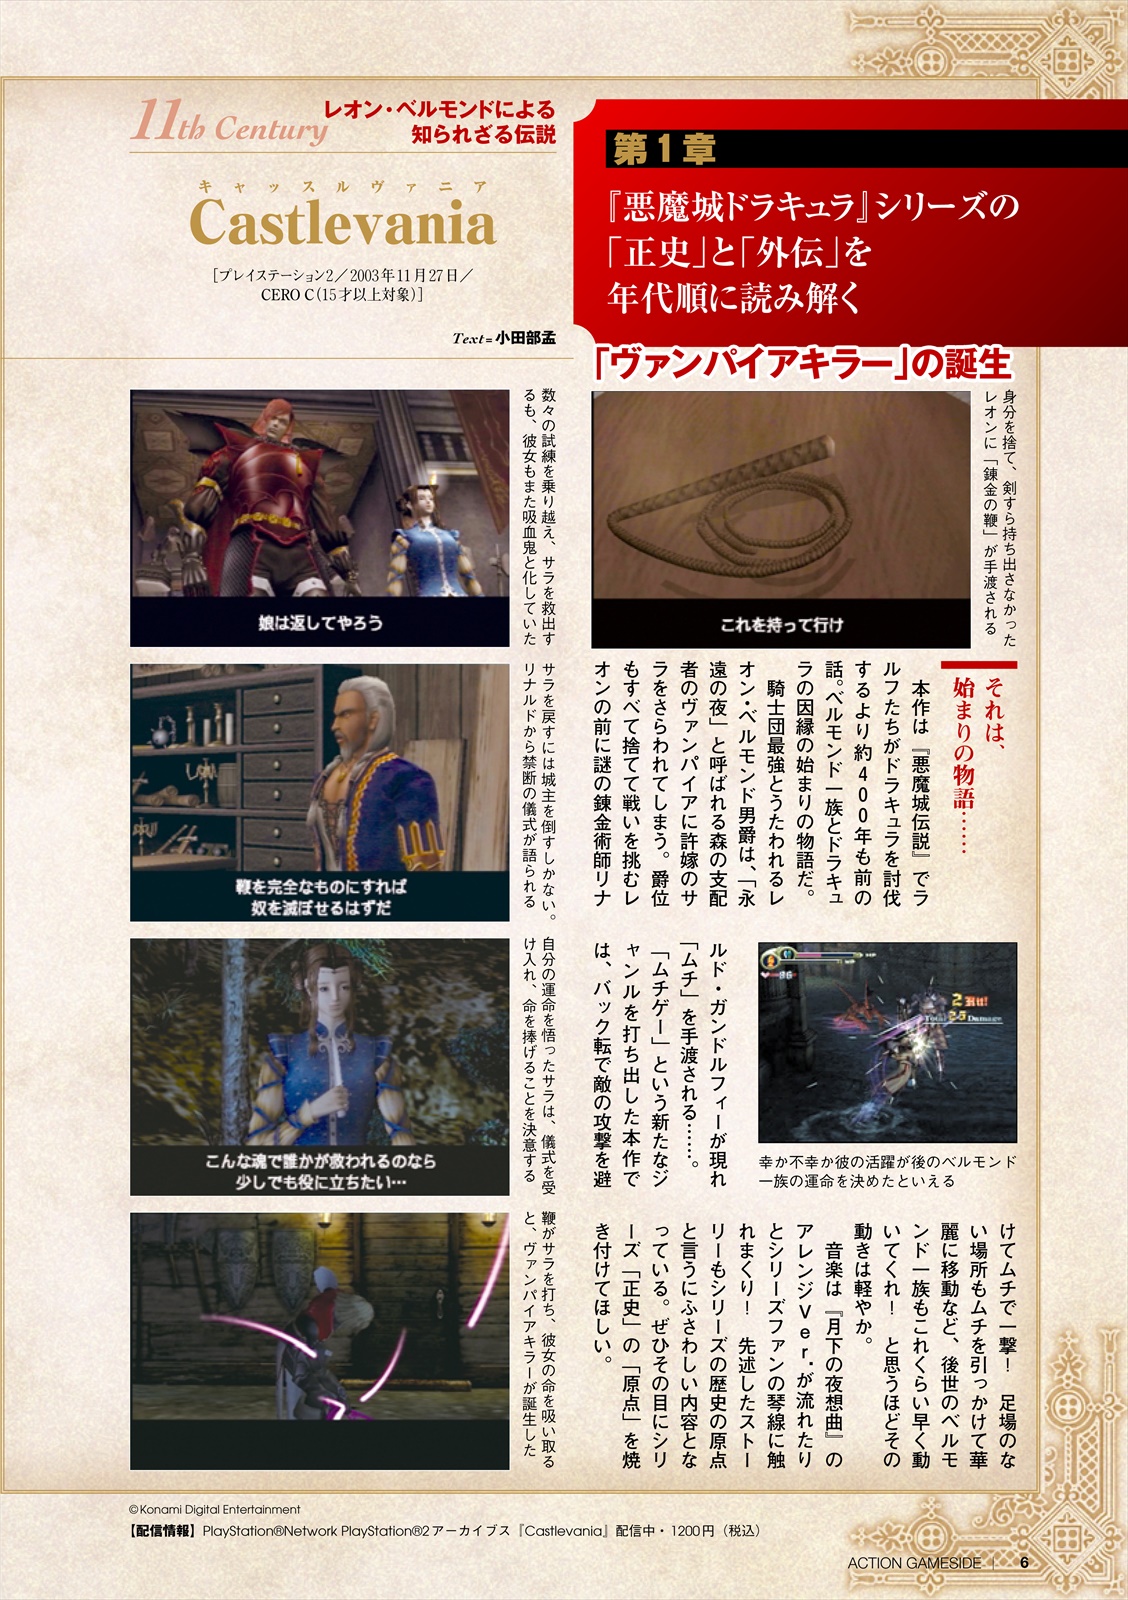 第1章
『悪魔城ドラキュラ』シリーズの
「正史」と「外伝」を
年代順に読み解く
11th Century
レオン・ベルモンドによる
知られざる伝説
キャッスルヴァニア
Castlevania
［プレイステーション2／2003年11月27日／
CERO C（15才以上対象）］
Text=小田部孟
「ヴァンパイアキラー」の誕生
身分を捨て、剣すら持ち出さなかった
レオンに「錬金の鞭」が手渡される
これを持って行け
それは、
始まりの物語……
本作は『悪魔城伝説』でラ
ルフたちがドラキュラを討伐
するより約400年も前の
話。ベルモンド一族とドラキュ
ラの因縁の始まりの物語だ。
騎士団最強とうたわれるレ
オン・ベルモンド男爵は、「永
遠の夜」と呼ばれる森の支配
者のヴァンパイアに許嫁のサ
ラをさらわれてしまう。爵位
もすべて捨てて戦いを挑むレ
オンの前に謎の錬金術師リナ
ルド・ガンドルフィーが現れ
「ムチ」を手渡される……。
「ムチゲー」という新たなジ
ャンルを打ち出した本作で
は、バック転で敵の攻撃を避
けてムチで一撃！　足場のな
い場所もムチを引っかけて華
麗に移動など、後世のベルモ
ンド一族もこれくらい早く動
いてくれ！　と思うほどその
動きは軽やか。
音楽は『月下の夜想曲』の
アレンジVer.が流れたり
とシリーズファンの琴線に触
れまくり！　先述したストー
リーもシリーズの歴史の原点
と言うにふさわしい内容とな
っている。ぜひその目にシリ
ーズ「正史」の「原点」を焼
き付けてほしい。
96
2 Hit!
Total 25 Damage
幸か不幸か彼の活躍が後のベルモンド
一族の運命を決めたといえる
数々の試練を乗り越え、サラを救出す
るも、彼女もまた吸血鬼と化していた
娘は返してやろう
サラを戻すには城主を倒すしかない。
リナルドから禁断の儀式が語られる
鞭を完全なものにすれば
奴を滅ぼせるはずだ
自分の運命を悟ったサラは、儀式を受
け入れ、命を捧げることを決意する
こんな魂で誰かが救われるのなら
少しでも役に立ちたい…
鞭がサラを打ち、彼女の命を吸い取る
と、ヴァンパイアキラーが誕生した
©Konami Digital Entertainment
【配信情報】PlayStation®Network PlayStation®2アーカイブス『Castlevania』配信中・1200円（税込）
ACTION GAMESIDE | 6